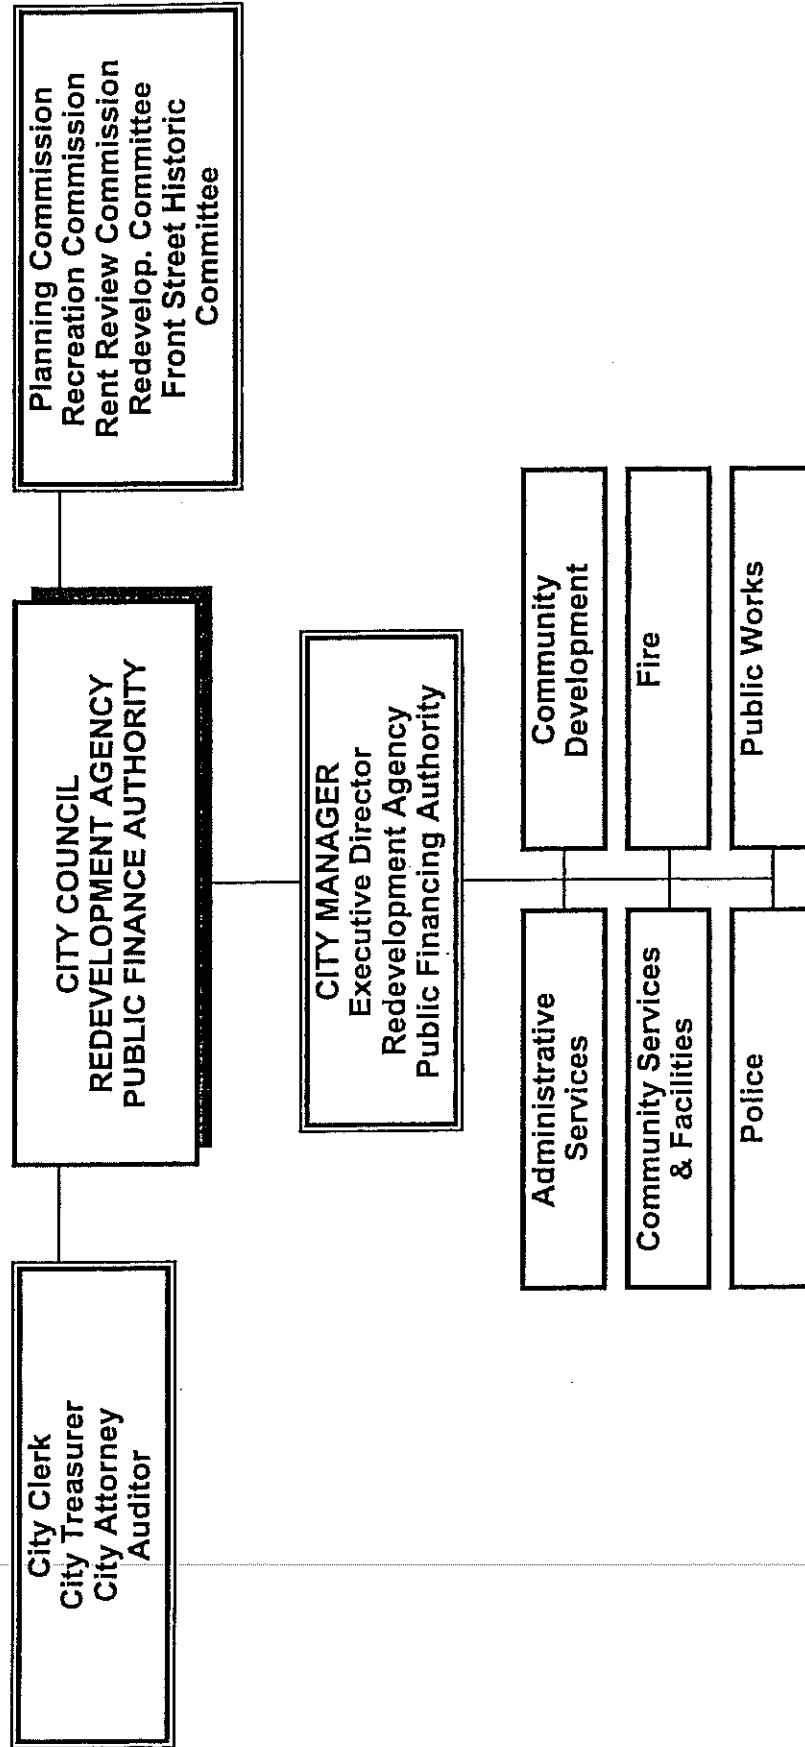 City Clerk
City Treasurer
City Attorney
Auditor
CITY COUNCIL
REDEVELOPMENT AGENCY
PUBLIC FINANCE AUTHORITY
Planning Commission
Recreation Commission
Rent Review Commission
Redevelop. Committee
Front Street Historic
Committee
CITY MANAGER
Executive Director
Redevelopment Agency
Public Financing Authority
Administrative
Services
Community
Development
Community Services
& Facilities
Fire
Police
Public Works